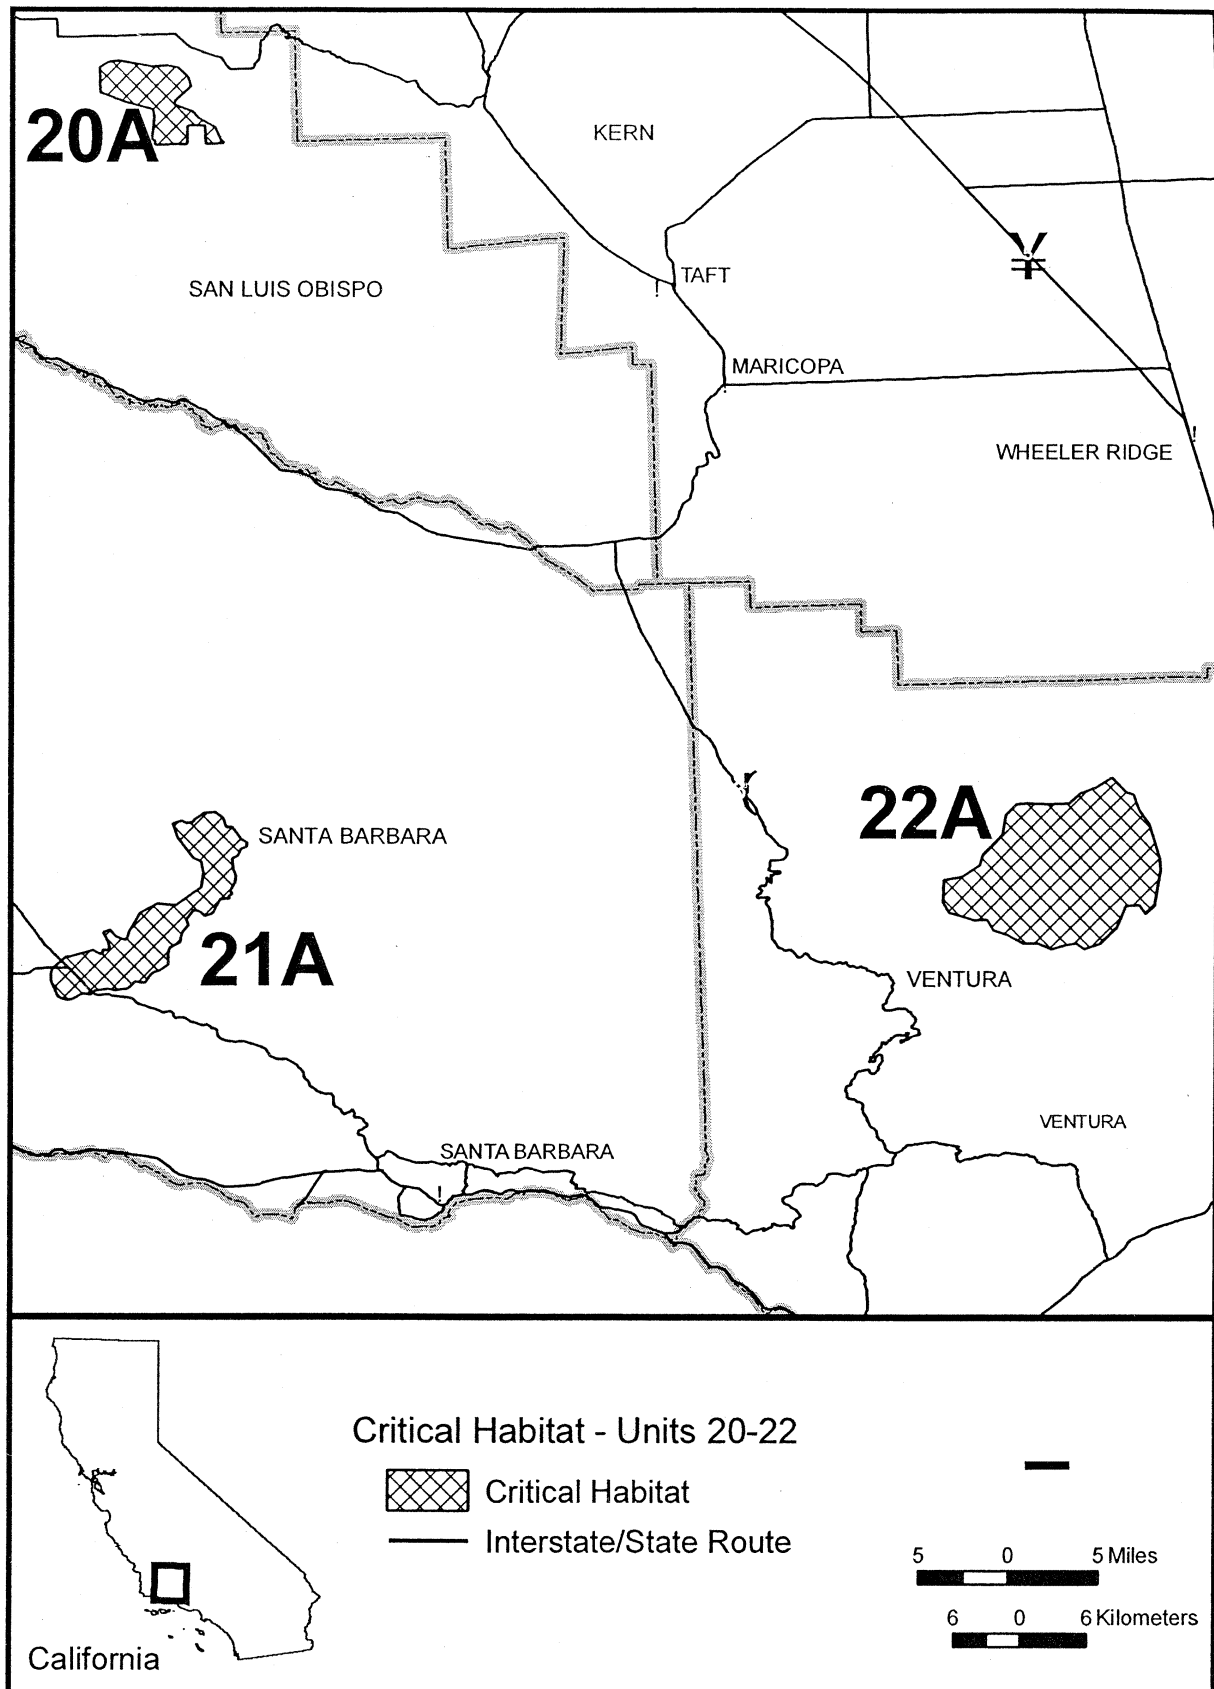 20A
KERN
TAFT
SAN LUIS OBISPO
MARICOPA
WHEELER RIDGE
22A
SANTA BARBARA
21A
VENTURA
VENTURA
SANTA BARBARA
Critical Habitat - Units 20-22
Critical Habitat
Interstate/State Route
5 0 5 Miles
6 0 6 Kilometers
California